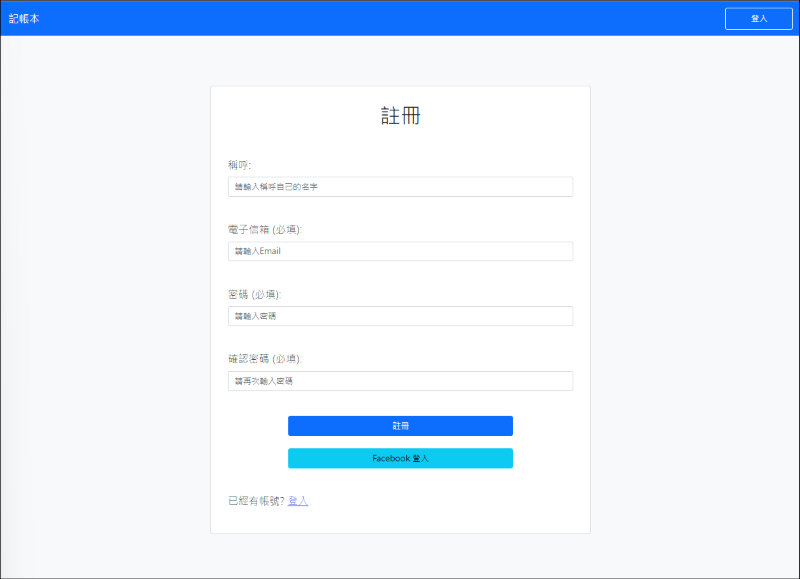 記帳本
登入
註冊
稱呼:
請輸入稱呼自己的名字
電子信箱 (必填):
請輸入Email
密碼 (必填):
請輸入密碼
確認密碼 (必填):
請再次輸入密碼
註冊
Facebook 登入
已經有帳號? 登入